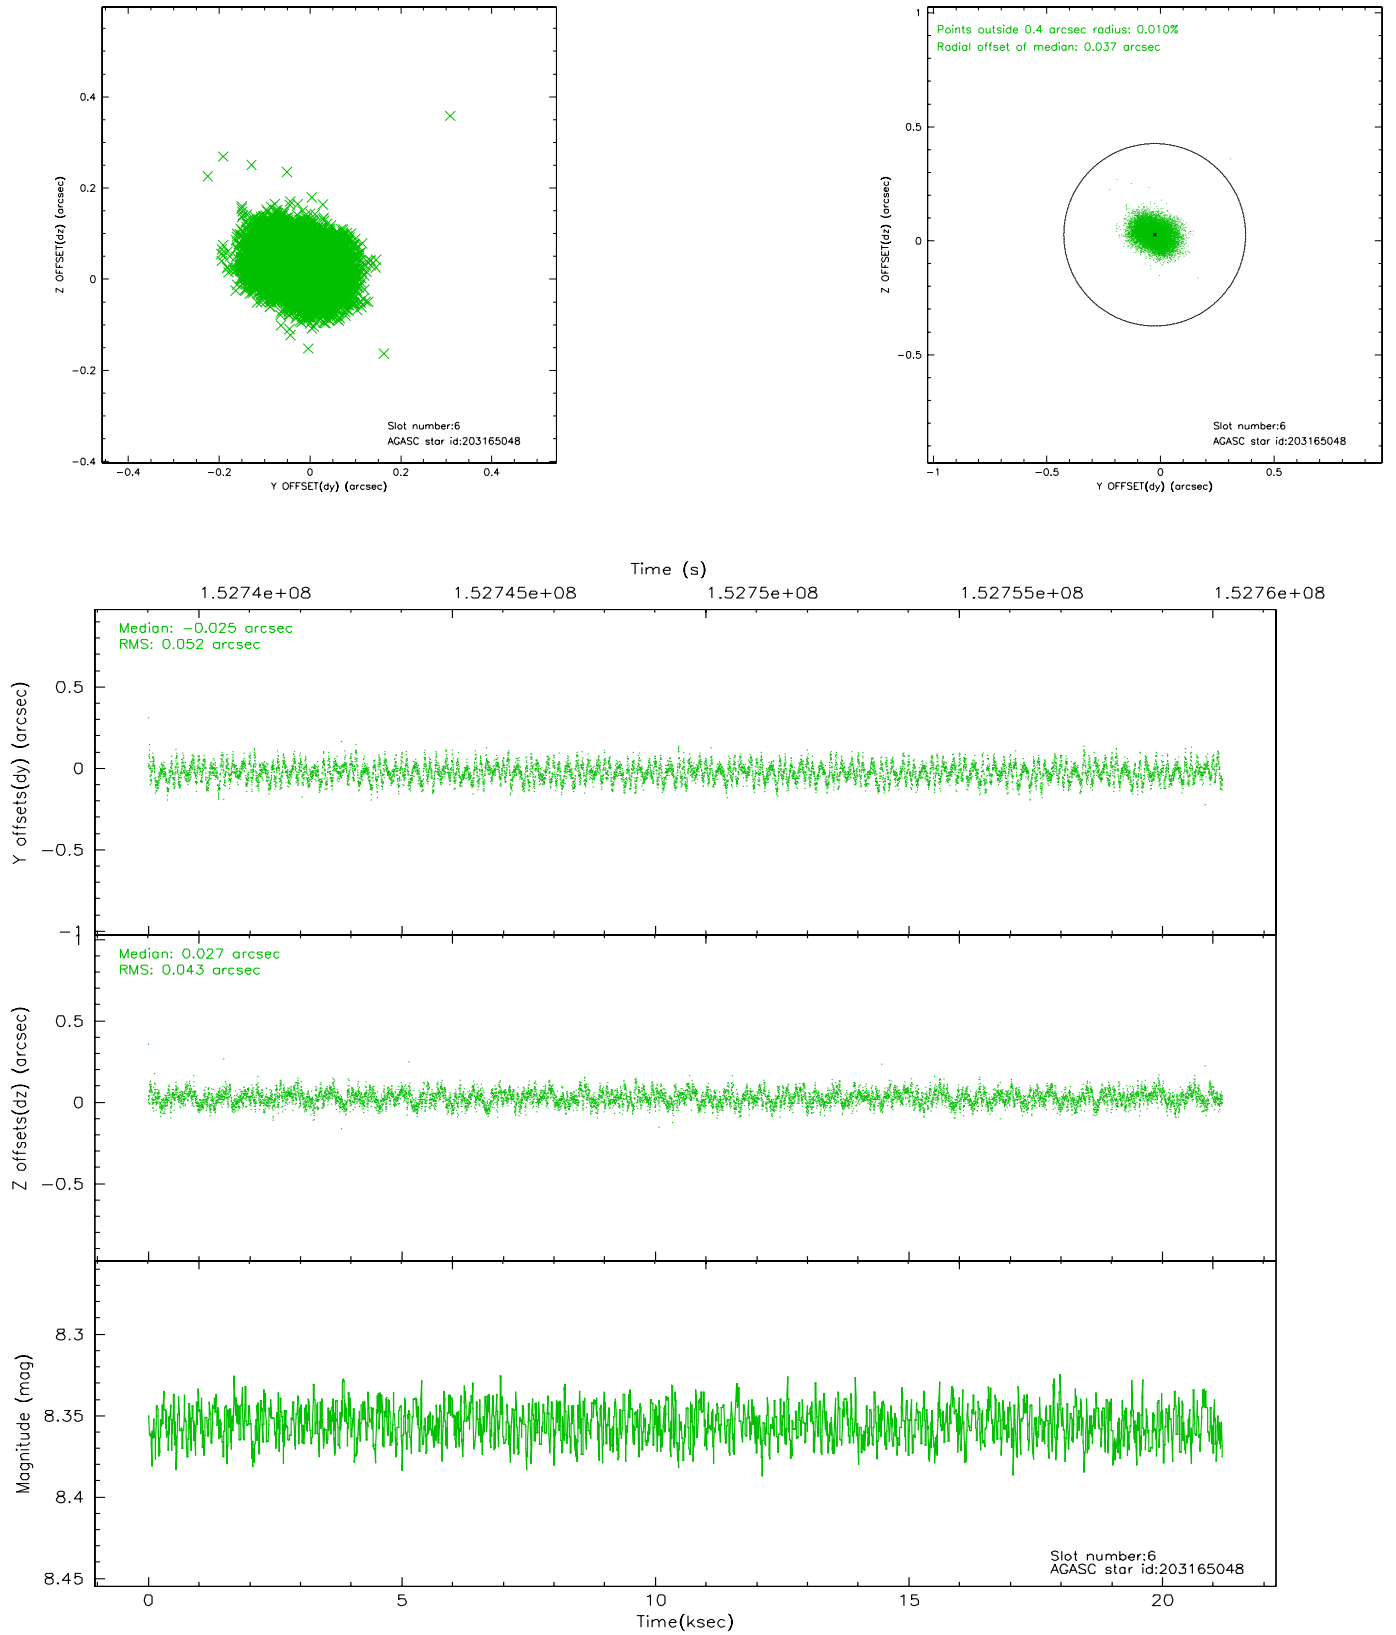 0.4
0.2
0
−0.2
−0.4
−0.4
−0.2
0
0.2
0.4
Z OFFSET(dz) (arcsec)
Y OFFSET(dy) (arcsec)
Slot number:6
AGASC star id:203165048
Points outside 0.4 arcsec radius: 0.010%
Radial offset of median: 0.037 arcsec
1
0.5
0
−0.5
−1
−0.5
0
0.5
Z OFFSET(dz) (arcsec)
Y OFFSET(dy) (arcsec)
Slot number:6
AGASC star id:203165048
Time (s)
1.5274e+08
1.52745e+08
1.5275e+08
1.52755e+08
1.5276e+08
Median: −0.025 arcsec
RMS: 0.052 arcsec
0.5
0
−0.5
−1
Y offsets(dy) (arcsec)
Median: 0.027 arcsec
RMS: 0.043 arcsec
1
0.5
0
−0.5
Z offsets(dz) (arcsec)
8.3
8.35
8.4
8.45
Magnitude (mag)
Slot number:6
AGASC star id:203165048
0
5
10
15
20
Time(ksec)